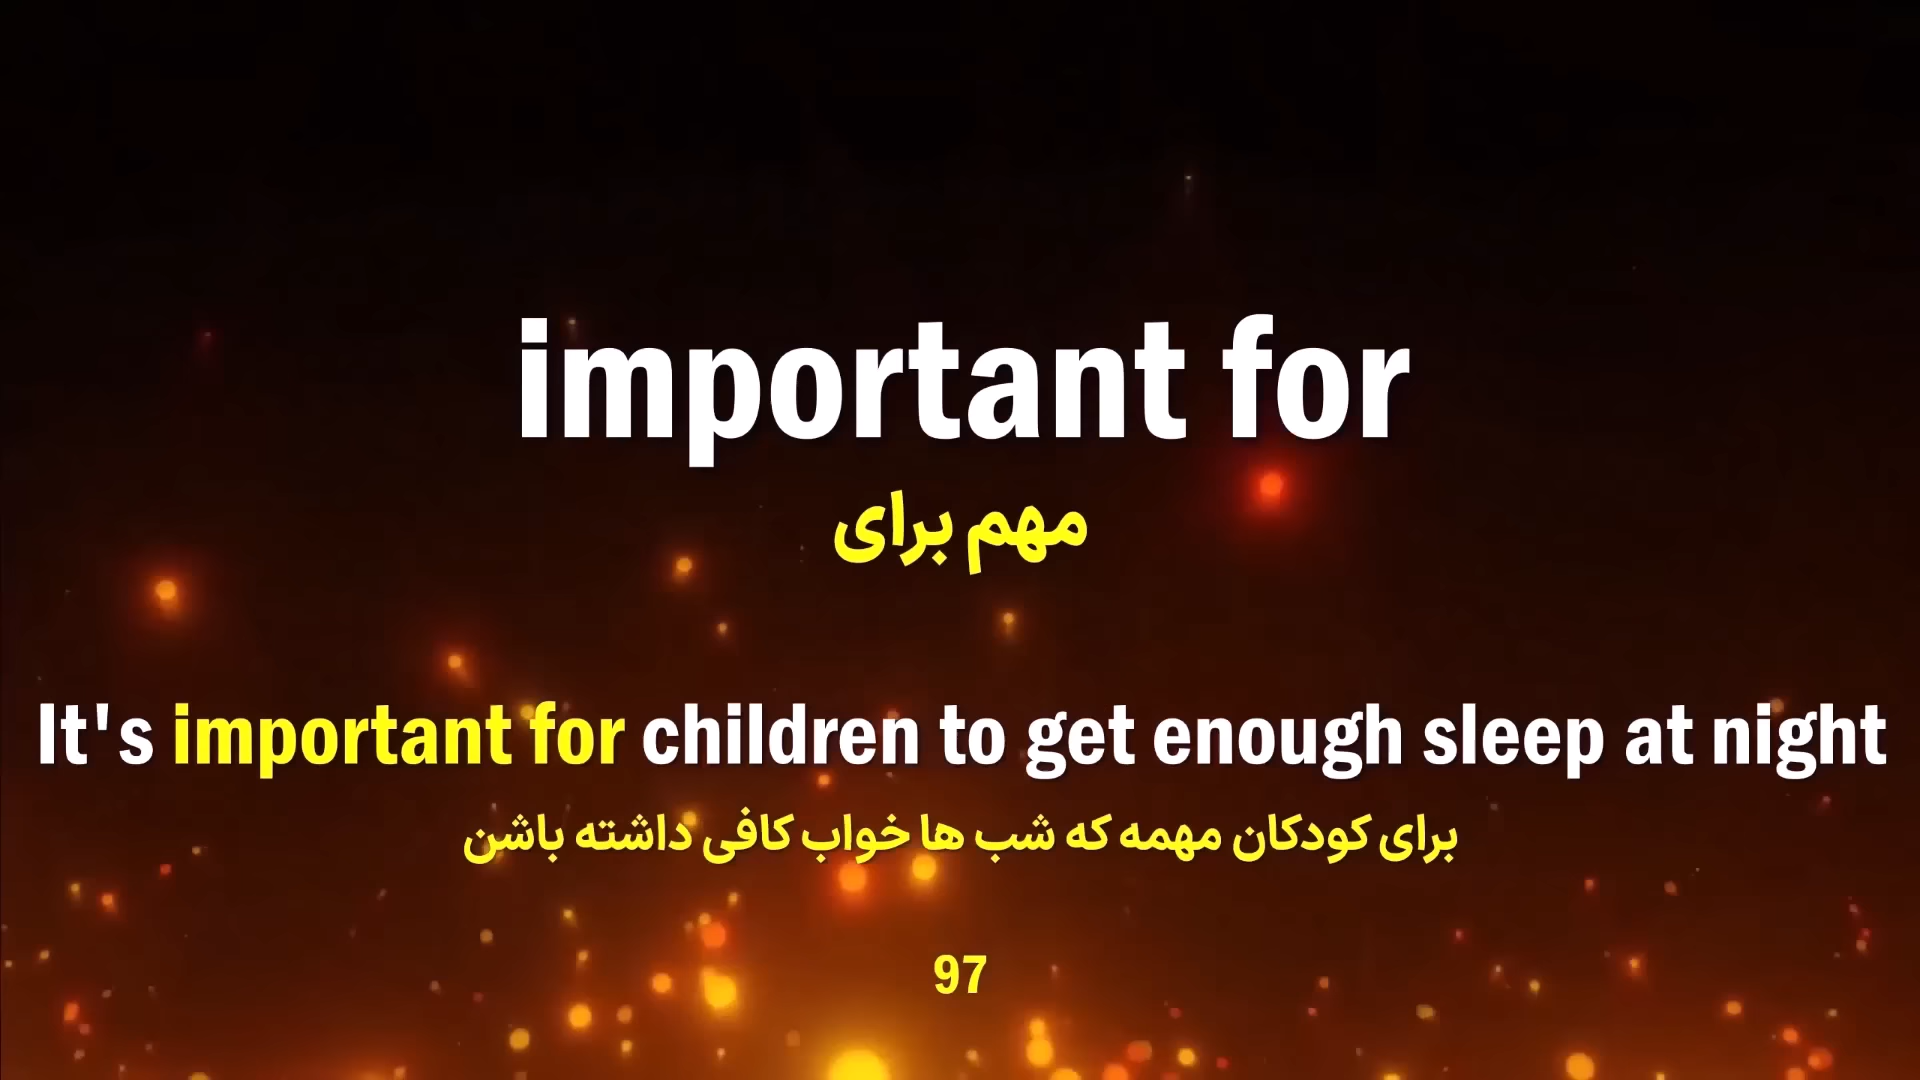 important for
مهم برای
It's important for children to get enough sleep at night
برای کودکان مهمه که شب ها خواب کافی داشته باشن
97